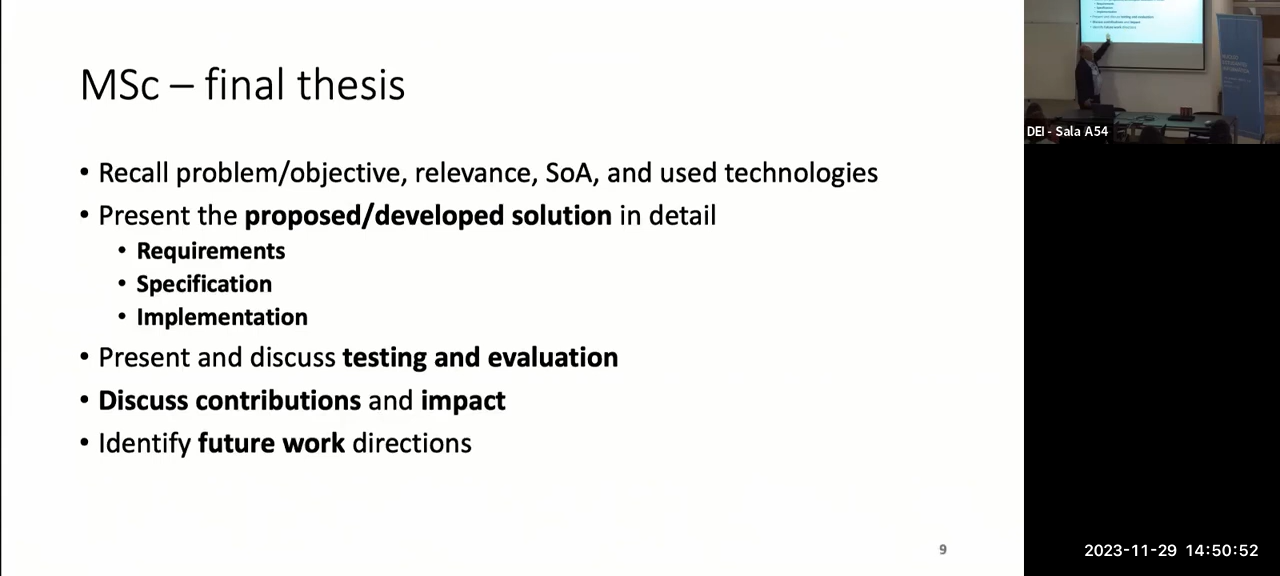 MSc – final thesis
• Recall problem/objective, relevance, SoA, and used technologies
• Present the proposed/developed solution in detail
• Requirements
• Specification
• Implementation
• Present and discuss testing and evaluation
• Discuss contributions and impact
• Identify future work directions
9
DEI - Sala A54
2023-11-29 14:50:52